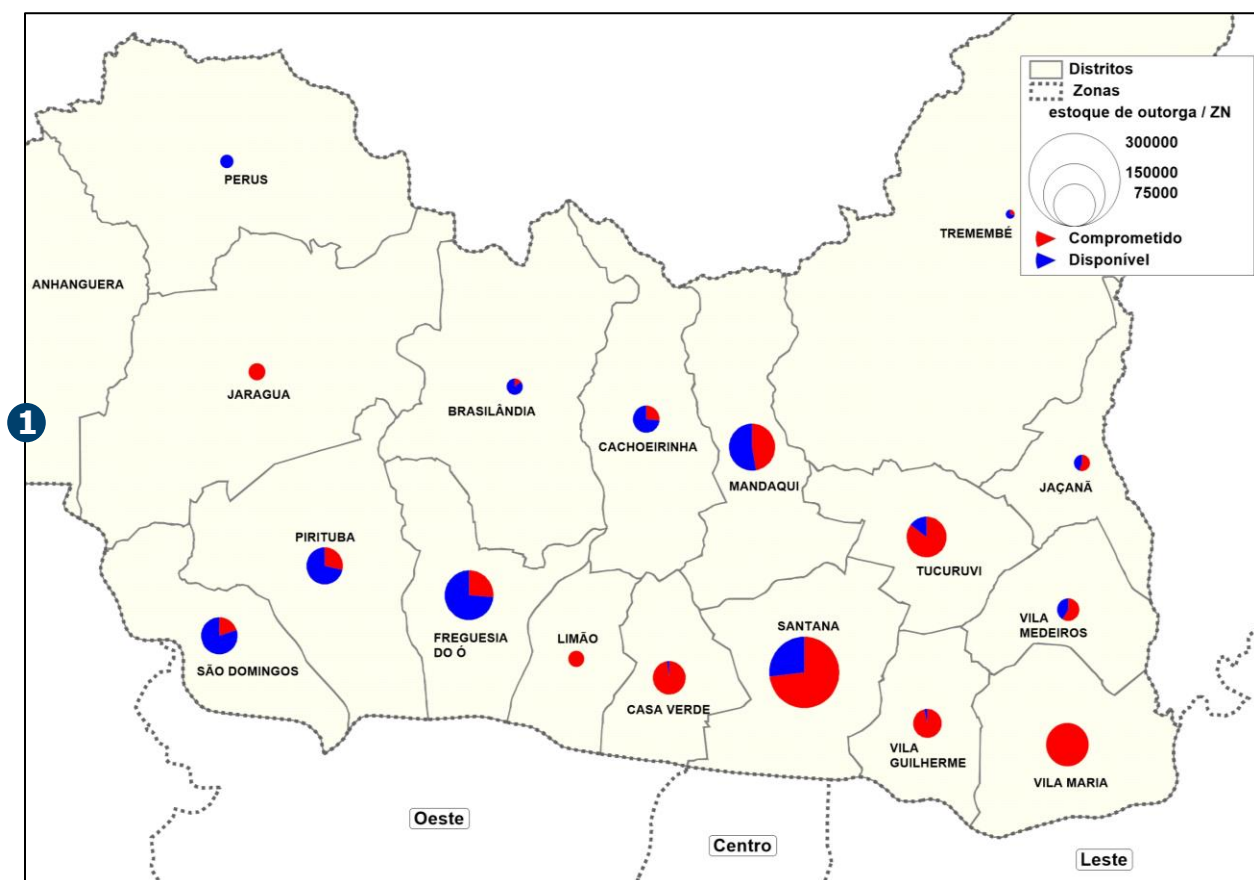 Distritos
Zonas
estoque de outorga / ZN
300000
150000
75000
Comprometido
Disponível
PERUS
TREMEMBÉ
ANHANGUERA
JARAGUA
BRASILÂNDIA
1
CACHOEIRINHA
MANDAQUI
JAÇANÃ
PIRITUBA
TUCURUVI
SANTANA
VILA
MEDEIROS
FREGUESIA
DO Ó
LIMÃO
SÃO DOMINGOS
CASA VERDE
VILA
GUILHERME
VILA MARIA
Oeste
Centro
Leste